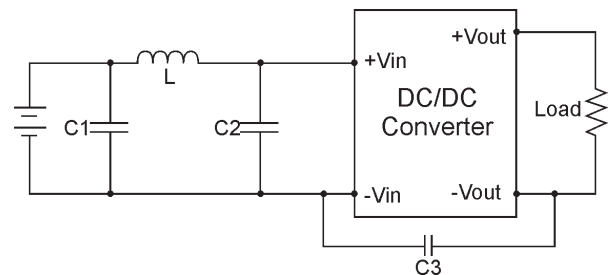 +Vout
+Vin
L
DC/DC
Converter
Load
C1
C2
-Vin
-Vout
C3